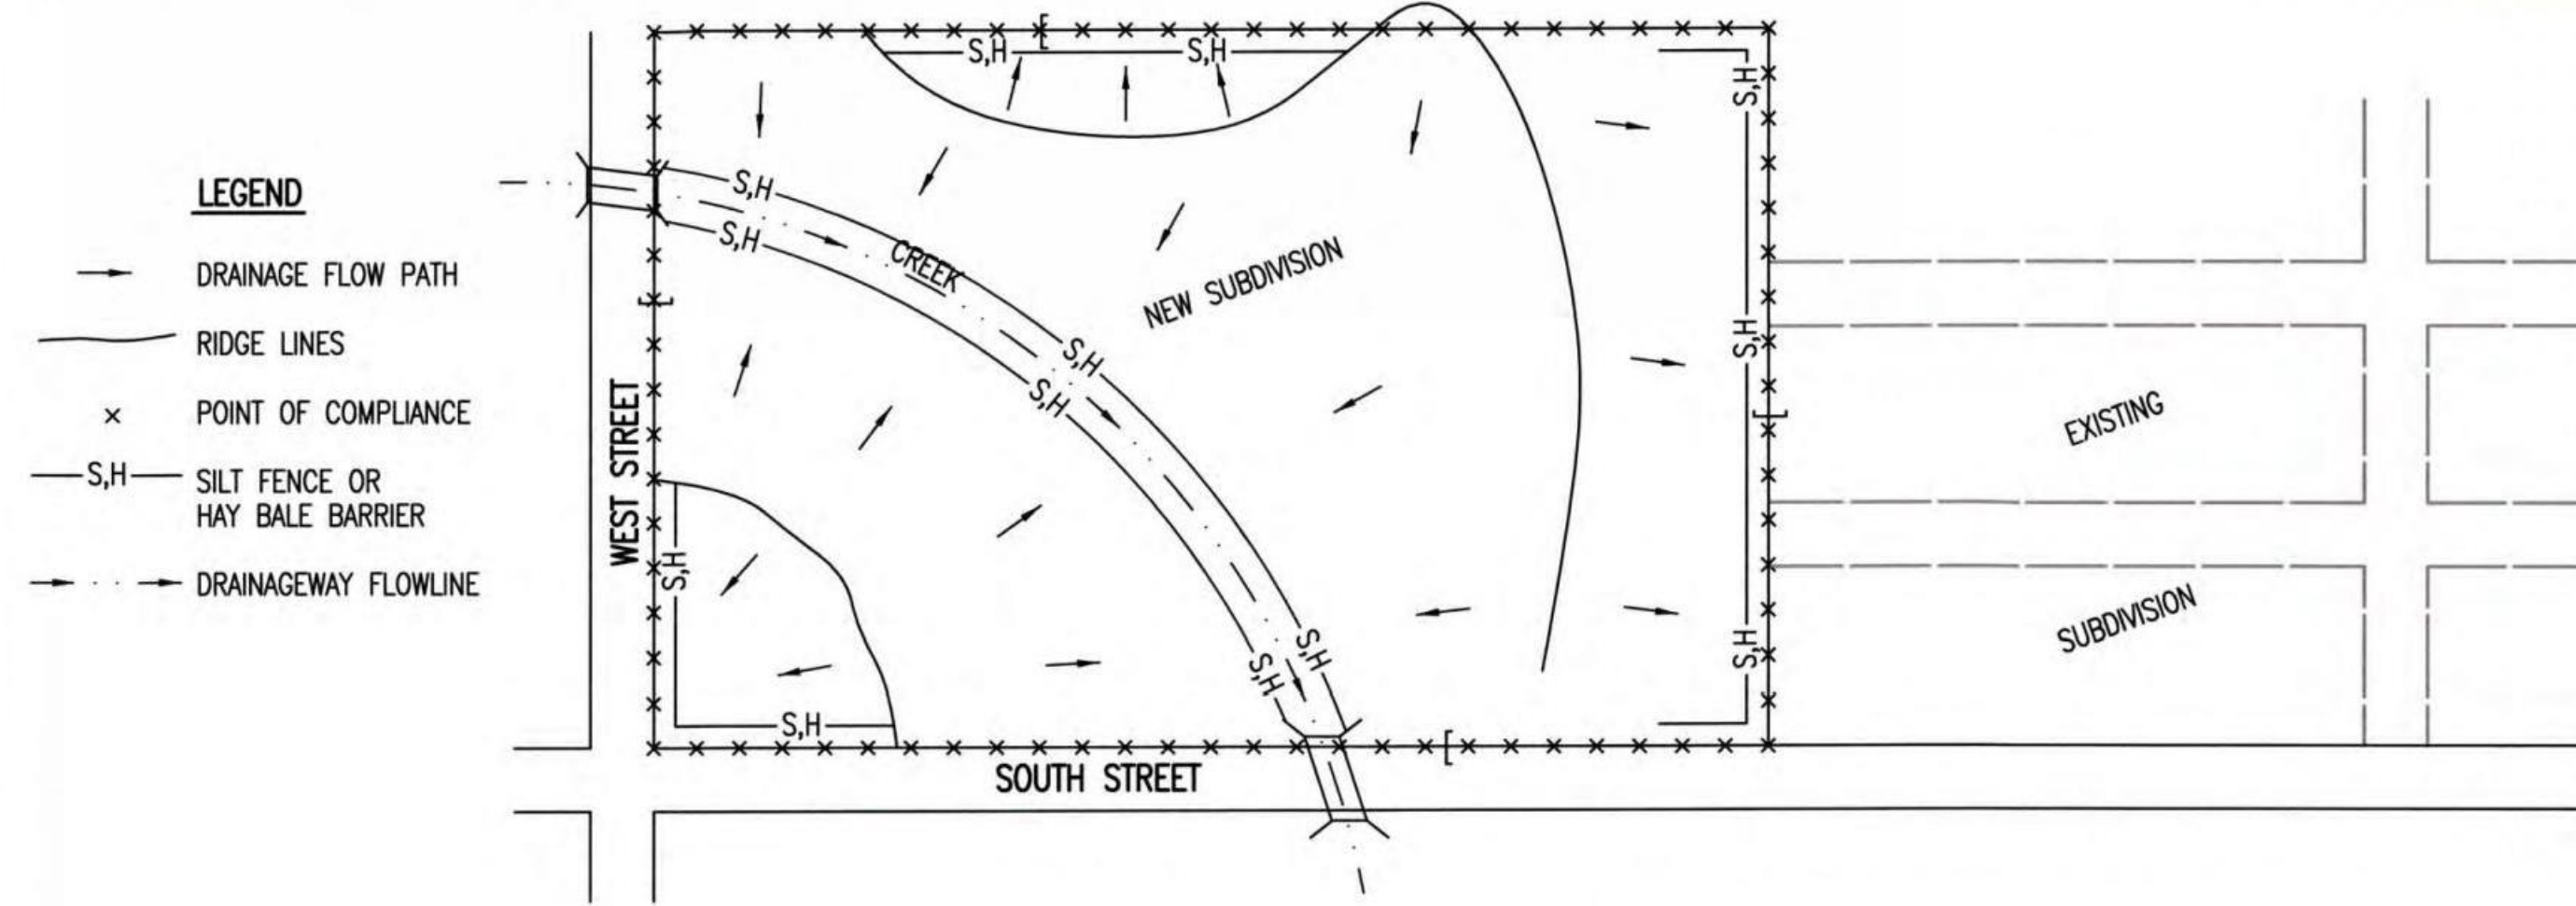 LEGEND
DRAINAGE FLOW PATH
RIDGE LINES
× POINT OF COMPLIANCE
S,H SILT FENCE OR
HAY BALE BARRIER
DRAINAGEWAY FLOWLINE
S,H
S,H
S,H
S,H
S,H
CREEK
NEW SUBDIVISION
S,H
S,H
S,H
WEST STREET
EXISTING
S,H
S,H
S,H
S,H
SUBDIVISION
S,H
SOUTH STREET